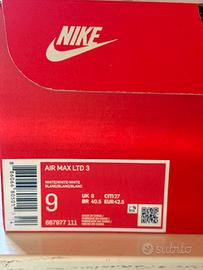 NIKE
AIR MAX LTD 3
WHITE/WHITE-WHITE
BLANC/BLANC/BLANC
9
UK 8
CM 27
BR 40.5
EUR 42.5
687977 111
subito